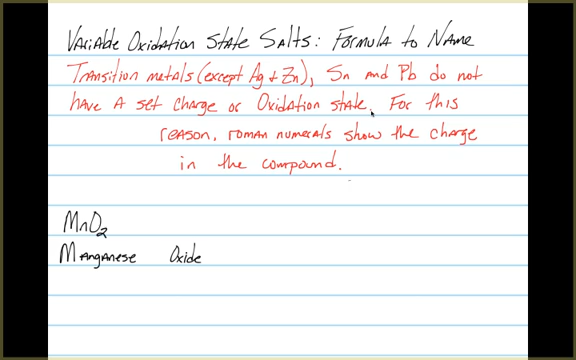 Variable Oxidation State Salts: Formula to Name
Transition metals (except Ag + Zn), Sn and Pb do not
have a set charge or Oxidation state. For this
reason, roman numerals show the charge
in the compound.
MnO₂
Manganese Oxide